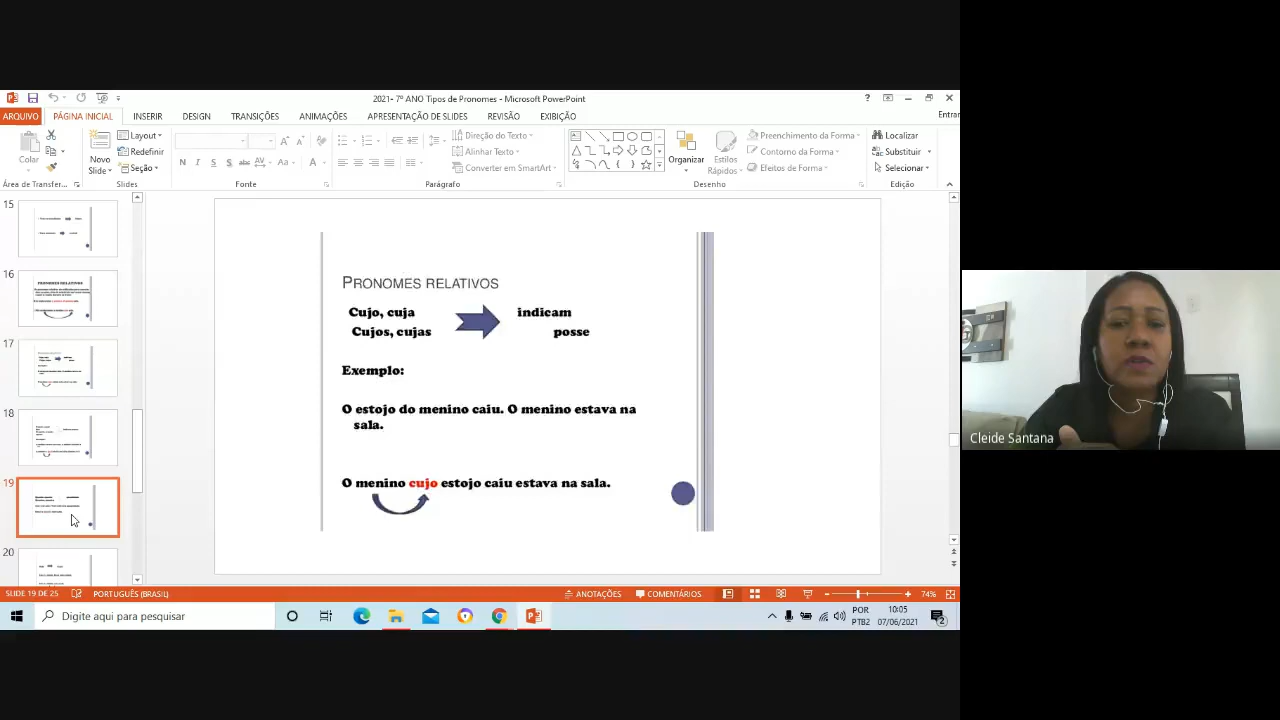 2021- 7º ANO Tipos de Pronomes - Microsoft PowerPoint
ARQUIVO PÁGINA INICIAL INSERIR DESIGN TRANSIÇÕES ANIMAÇÕES APRESENTAÇÃO DE SLIDES REVISÃO EXIBIÇÃO Entrar
Colar
Novo
Slide
Layout
Redefinir
Seção
Direção do Texto
Alinhar Texto
Converter em SmartArt
Organizar
Estilos
Rápidos
Preenchimento da Forma
Contorno da Forma
Efeitos de Forma
Localizar
Substituir
Selecionar
Área de Transfer... Slides Fonte Parágrafo Desenho Edição
15
16
PRONOMES RELATIVOS
17
18
19
20
PRONOMES RELATIVOS
Cujo, cuja indicam
Cujos, cujas posse
Exemplo:
O estojo do menino caiu. O menino estava na
sala.
O menino cujo estojo caiu estava na sala.
Cleide Santana
SLIDE 19 DE 25 PORTUGUÊS (BRASIL) ANOTAÇÕES COMENTÁRIOS 74%
Digite aqui para pesquisar
POR
PTB2
10:05
07/06/2021
2